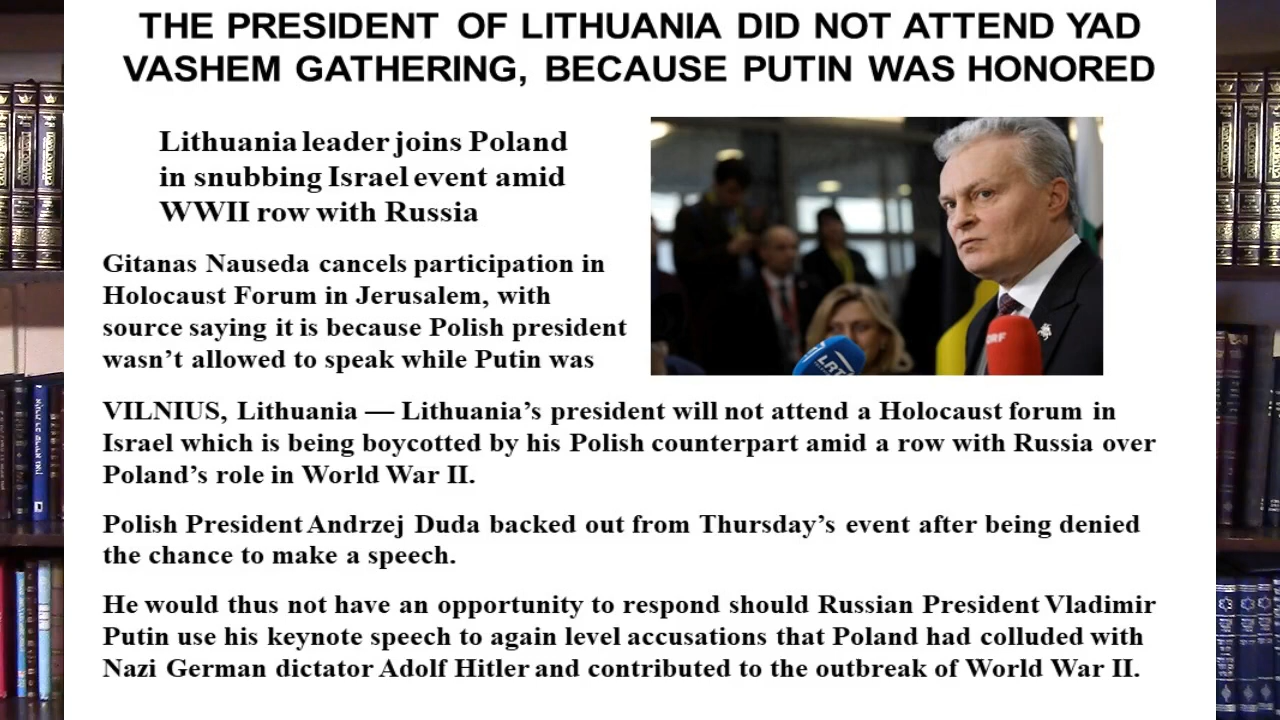 THE PRESIDENT OF LITHUANIA DID NOT ATTEND YAD
VASHEM GATHERING, BECAUSE PUTIN WAS HONORED
Lithuania leader joins Poland
in snubbing Israel event amid
WWII row with Russia
Gitanas Nauseda cancels participation in
Holocaust Forum in Jerusalem, with
source saying it is because Polish president
wasn't allowed to speak while Putin was
LRT
ORF
VILNIUS, Lithuania — Lithuania's president will not attend a Holocaust forum in
Israel which is being boycotted by his Polish counterpart amid a row with Russia over
Poland's role in World War II.
Polish President Andrzej Duda backed out from Thursday's event after being denied
the chance to make a speech.
He would thus not have an opportunity to respond should Russian President Vladimir
Putin use his keynote speech to again level accusations that Poland had colluded with
Nazi German dictator Adolf Hitler and contributed to the outbreak of World War II.